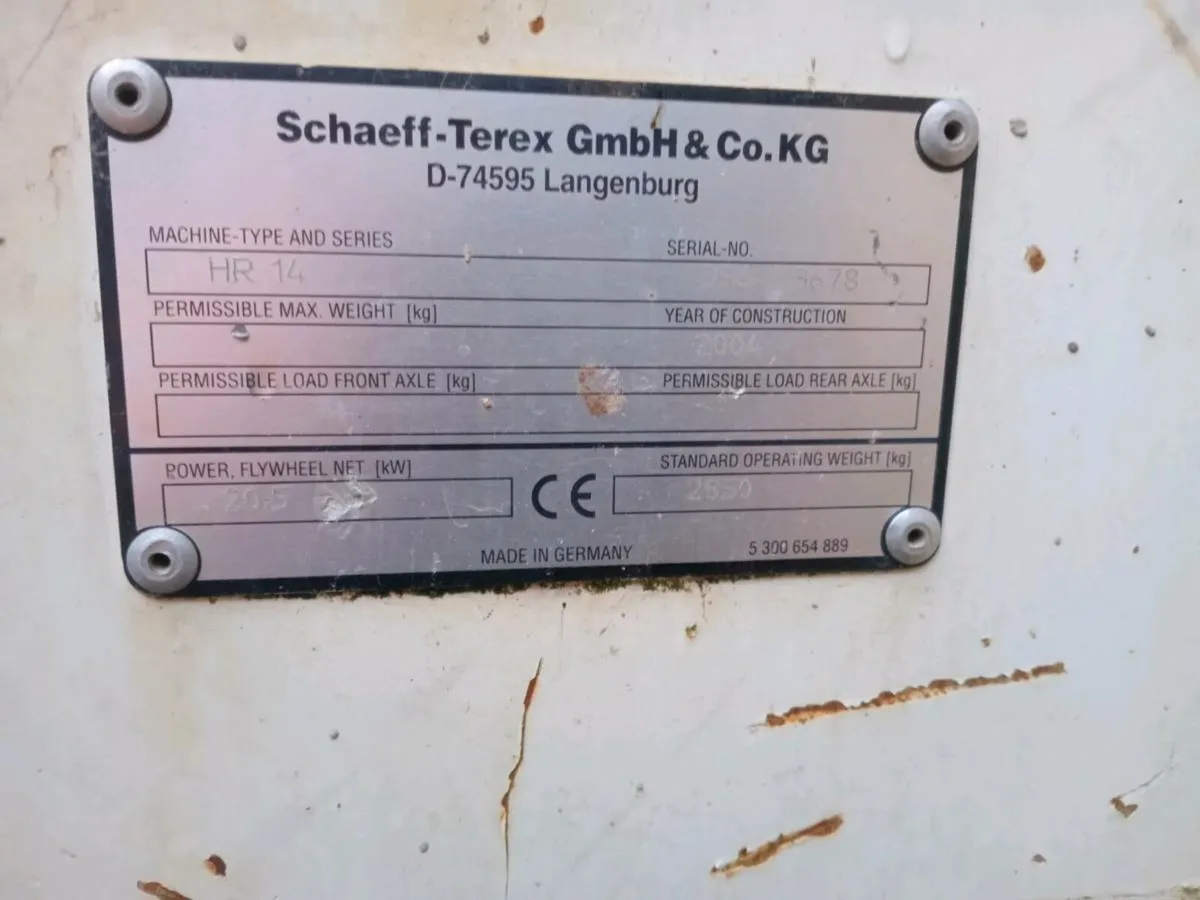 Schaeff-Terex GmbH & Co. KG
D-74595 Langenburg
MACHINE-TYPE AND SERIES SERIAL-NO.
HR 14
PERMISSIBLE MAX. WEIGHT [kg] YEAR OF CONSTRUCTION
2004
PERMISSIBLE LOAD FRONT AXLE [kg] PERMISSIBLE LOAD REAR AXLE [kg]
POWER, FLYWHEEL NET [kW] STANDARD OPERATING WEIGHT [kg]
20.5 CE 2650
MADE IN GERMANY 5 300 654 889